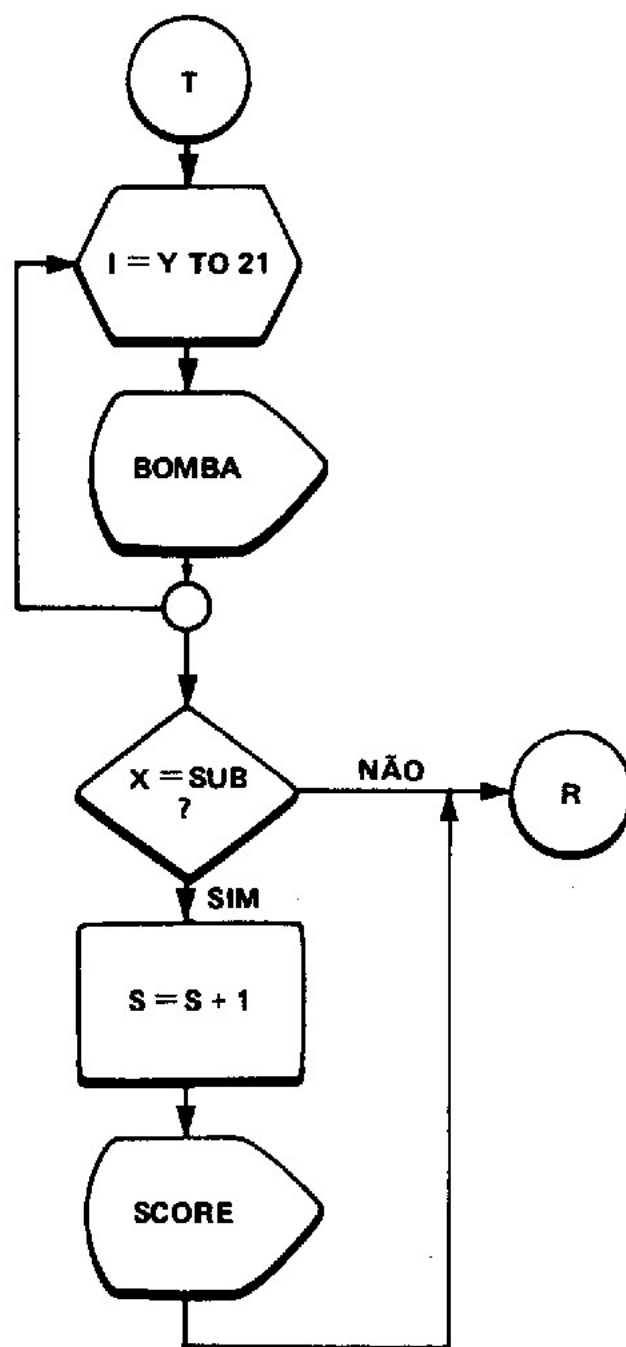 T
I = Y TO 21
BOMBA
X = SUB
?
NÃO
R
SIM
S = S + 1
SCORE